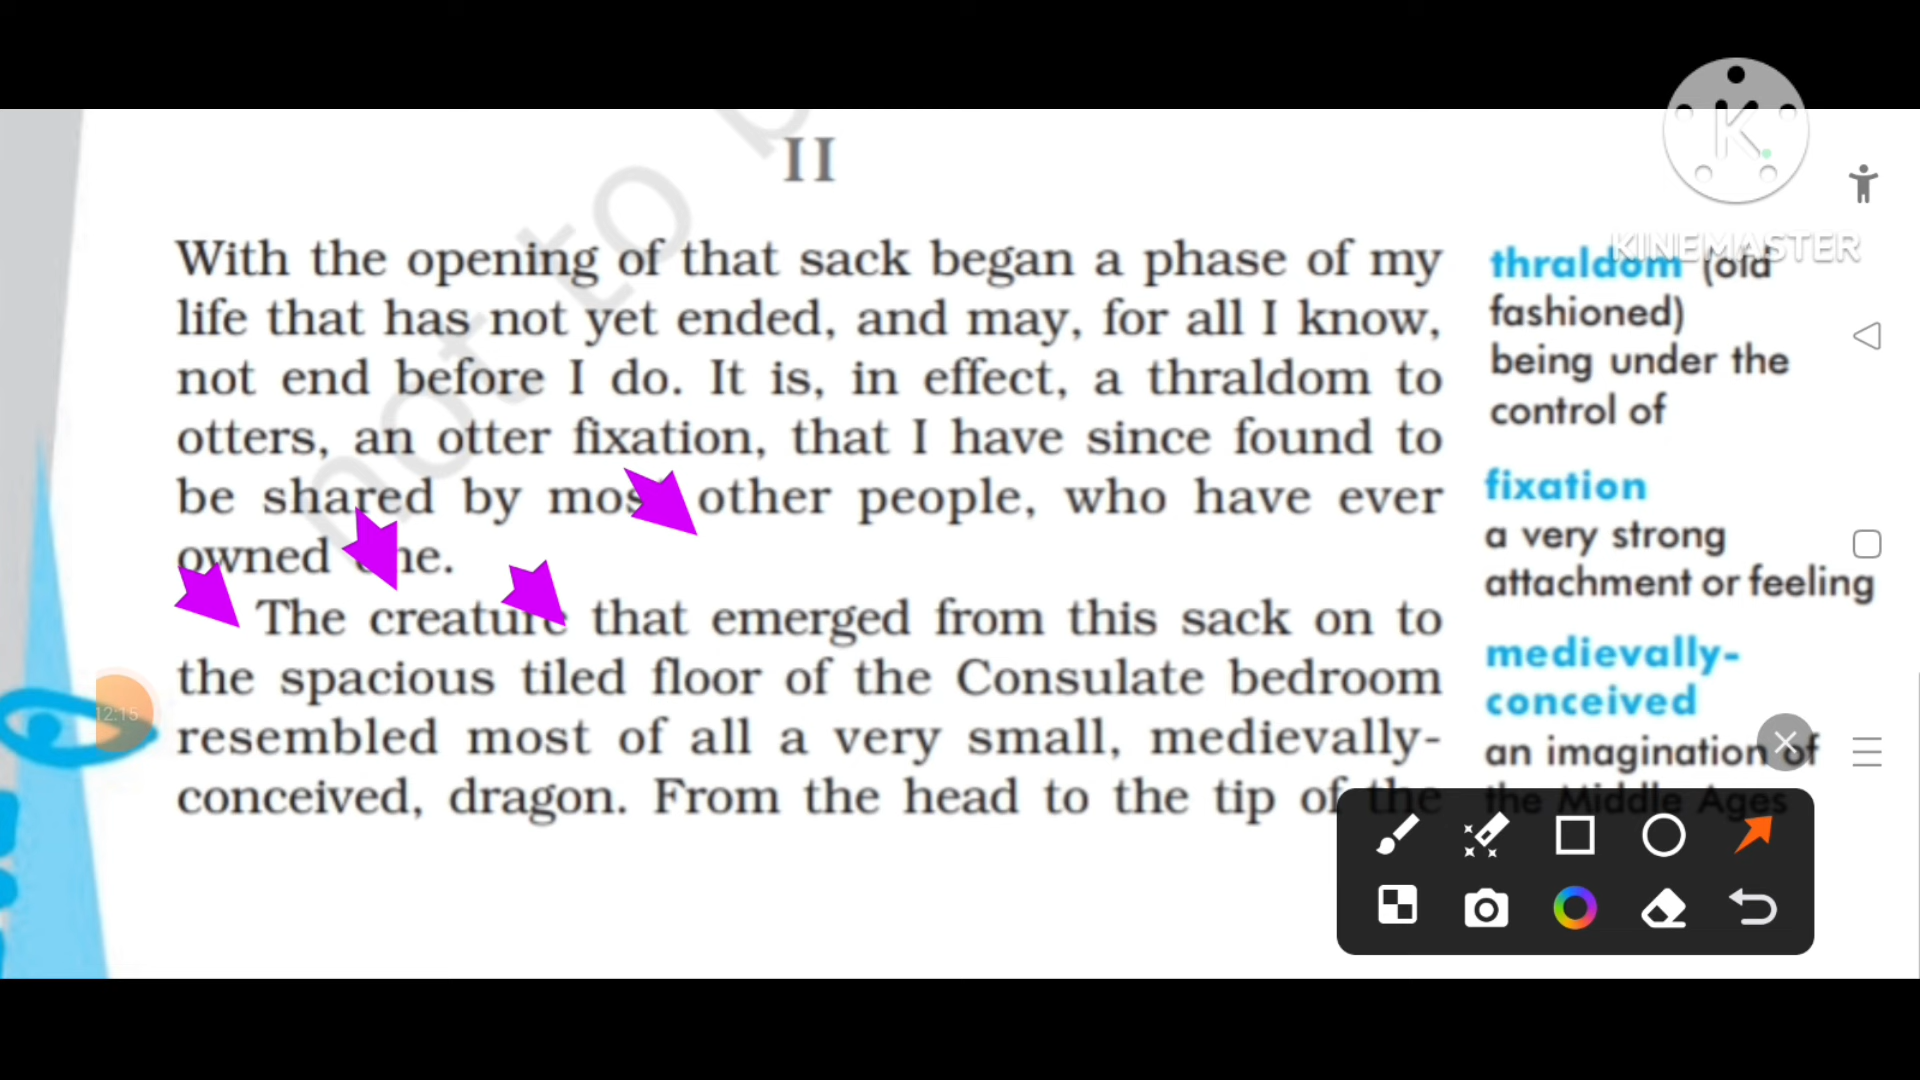 II
With the opening of that sack began a phase of my
life that has not yet ended, and may, for all I know,
not end before I do. It is, in effect, a thraldom to
otters, an otter fixation, that I have since found to
be shared by most other people, who have ever
owned one.
The creature that emerged from this sack on to
the spacious tiled floor of the Consulate bedroom
resembled most of all a very small, medievally-
conceived, dragon. From the head to the tip of the
thraldom (old
fashioned)
being under the
control of
fixation
a very strong
attachment or feeling
medievally-
conceived
an imagination of
the Middle Ages
not to b
K
KINEMASTER
12:15